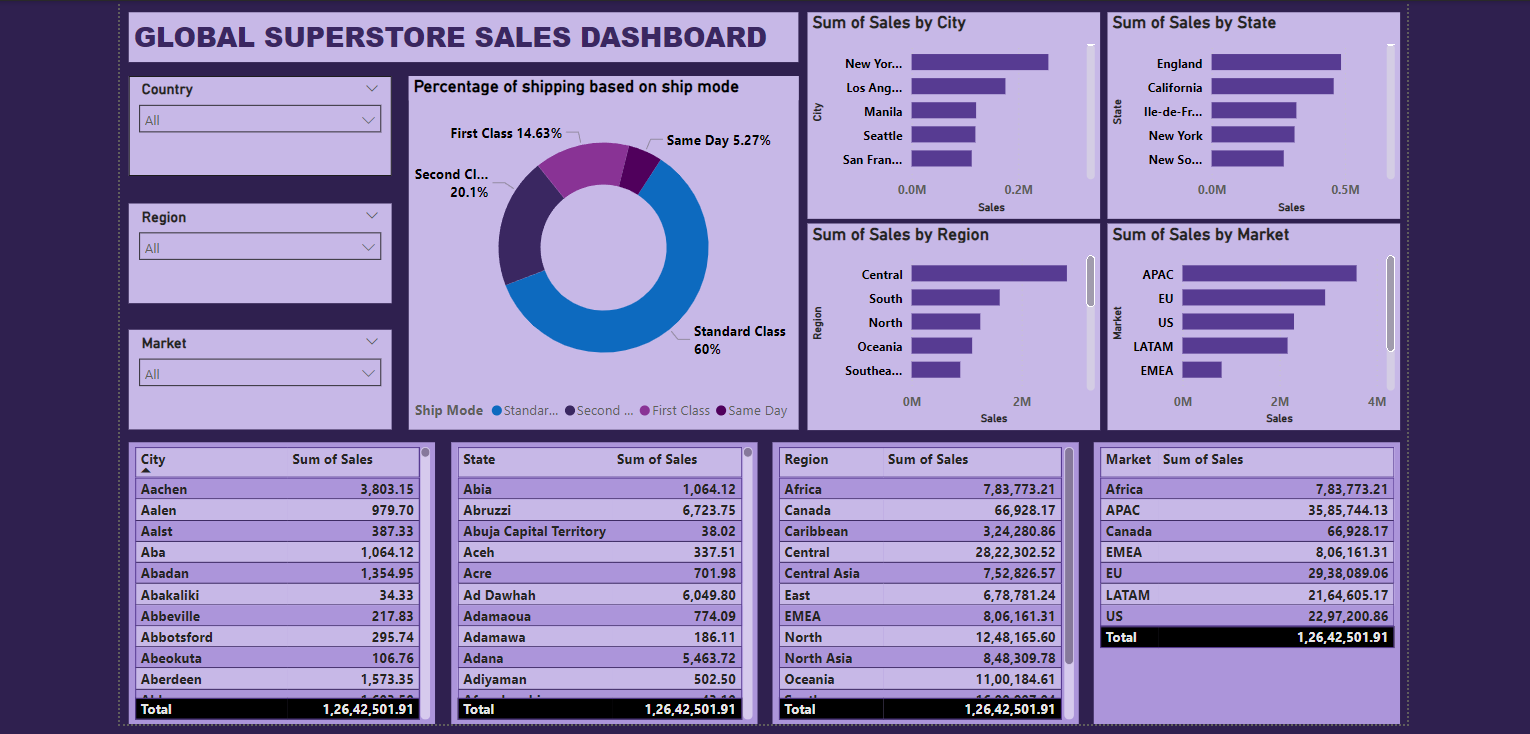 GLOBAL SUPERSTORE SALES DASHBOARD
Country
All
Region
All
Market
All
Percentage of shipping based on ship mode
First Class 14.63%
Same Day 5.27%
Second Cl...
20.1%
Standard Class
60%
Ship Mode Standar... Second ... First Class Same Day
Sum of Sales by City
City
New Yor...
Los Ang...
Manila
Seattle
San Fran...
0.0M 0.2M
Sales
Sum of Sales by State
State
England
California
Ile-de-Fr...
New York
New So...
0.0M 0.5M
Sales
Sum of Sales by Region
Region
Central
South
North
Oceania
Southea...
0M 2M
Sales
Sum of Sales by Market
Market
APAC
EU
US
LATAM
EMEA
0M 2M 4M
Sales
City Sum of Sales
Aachen 3,803.15
Aalen 979.70
Aalst 387.33
Aba 1,064.12
Abadan 1,354.95
Abakaliki 34.33
Abbeville 217.83
Abbotsford 295.74
Abeokuta 106.76
Aberdeen 1,573.35
Total 1,26,42,501.91
State Sum of Sales
Abia 1,064.12
Abruzzi 6,723.75
Abuja Capital Territory 38.02
Aceh 337.51
Acre 701.98
Ad Dawhah 6,049.80
Adamaoua 774.09
Adamawa 186.11
Adana 5,463.72
Adiyaman 502.50
Total 1,26,42,501.91
Region Sum of Sales
Africa 7,83,773.21
Canada 66,928.17
Caribbean 3,24,280.86
Central 28,22,302.52
Central Asia 7,52,826.57
East 6,78,781.24
EMEA 8,06,161.31
North 12,48,165.60
North Asia 8,48,309.78
Oceania 11,00,184.61
Total 1,26,42,501.91
Market Sum of Sales
Africa 7,83,773.21
APAC 35,85,744.13
Canada 66,928.17
EMEA 8,06,161.31
EU 29,38,089.06
LATAM 21,64,605.17
US 22,97,200.86
Total 1,26,42,501.91